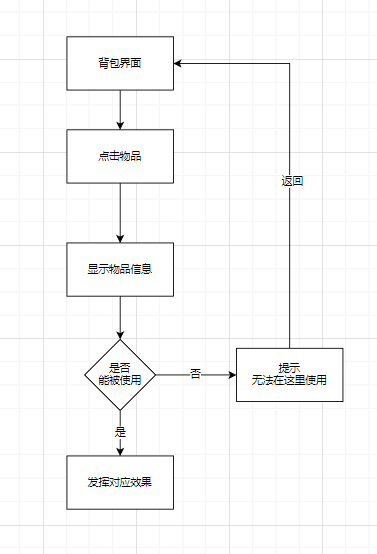 背包界面
点击物品
返回
显示物品信息
是否
能被使用
否
提示
无法在这里使用
是
发挥对应效果